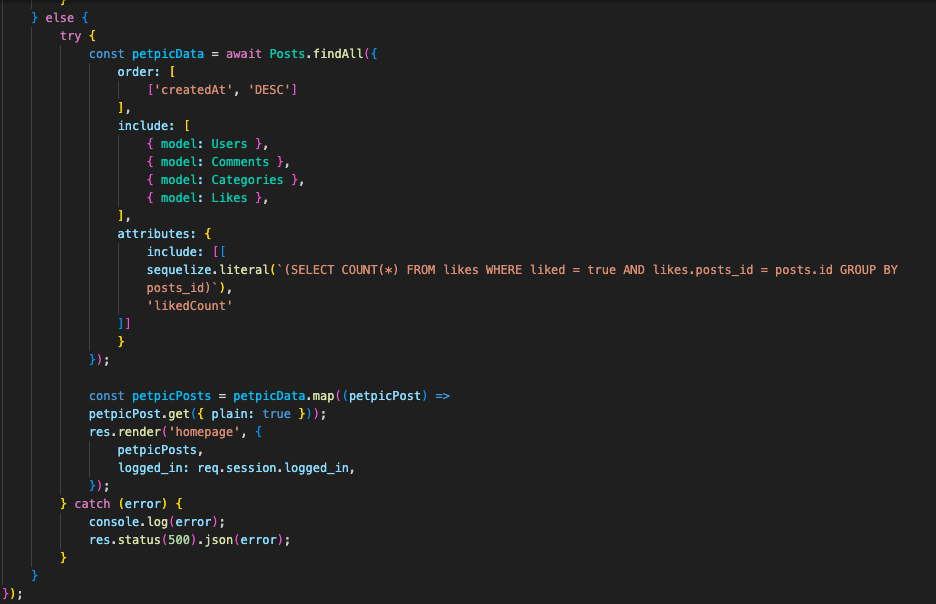 }
} else {
try {
const petpicData = await Posts.findAll({
order: [
['createdAt', 'DESC']
],
include: [
{ model: Users },
{ model: Comments },
{ model: Categories },
{ model: Likes },
],
attributes: {
include: [[
sequelize.literal(`(SELECT COUNT(*) FROM likes WHERE liked = true AND likes.posts_id = posts.id GROUP BY
posts_id)`),
'likedCount'
]]
}
});
const petpicPosts = petpicData.map((petpicPost) =>
petpicPost.get({ plain: true }));
res.render('homepage', {
petpicPosts,
logged_in: req.session.logged_in,
});
} catch (error) {
console.log(error);
res.status(500).json(error);
}
}
});